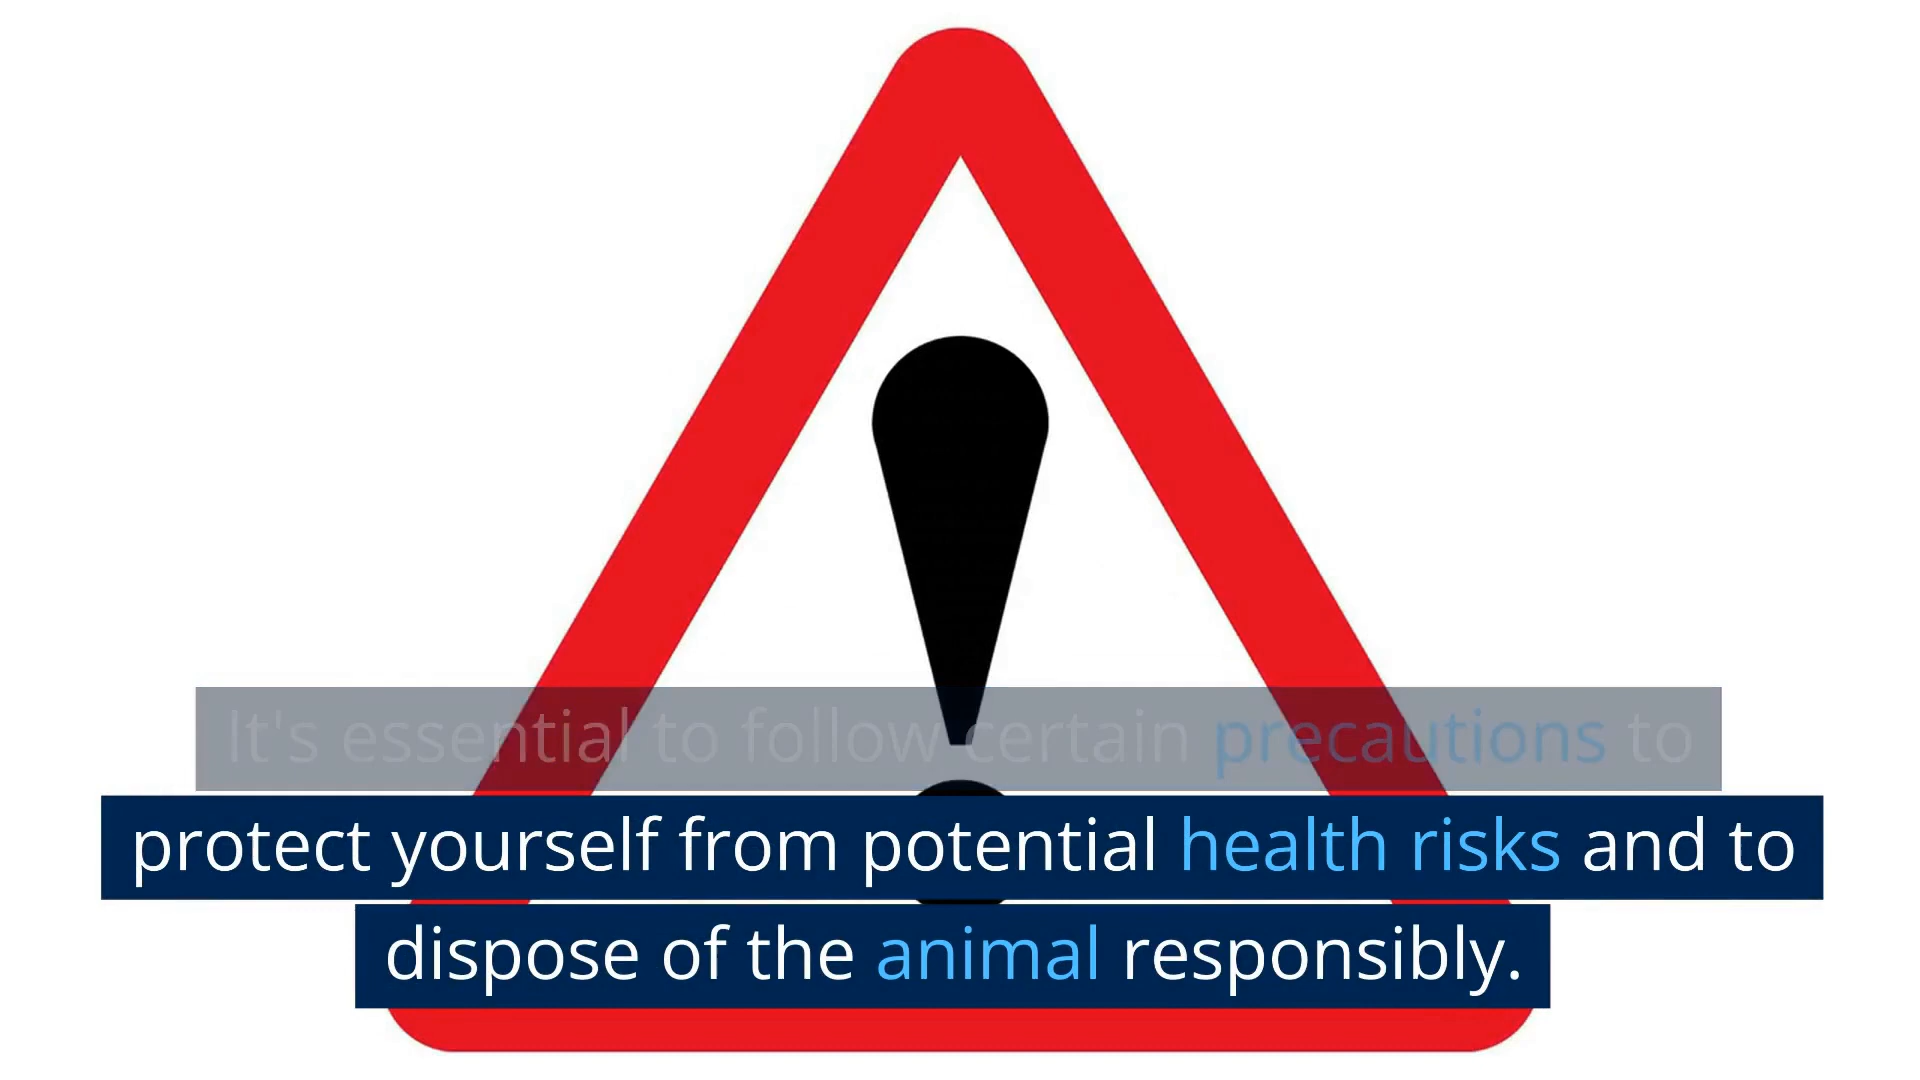 It's essential to follow certain precautions to
protect yourself from potential health risks and to
dispose of the animal responsibly.